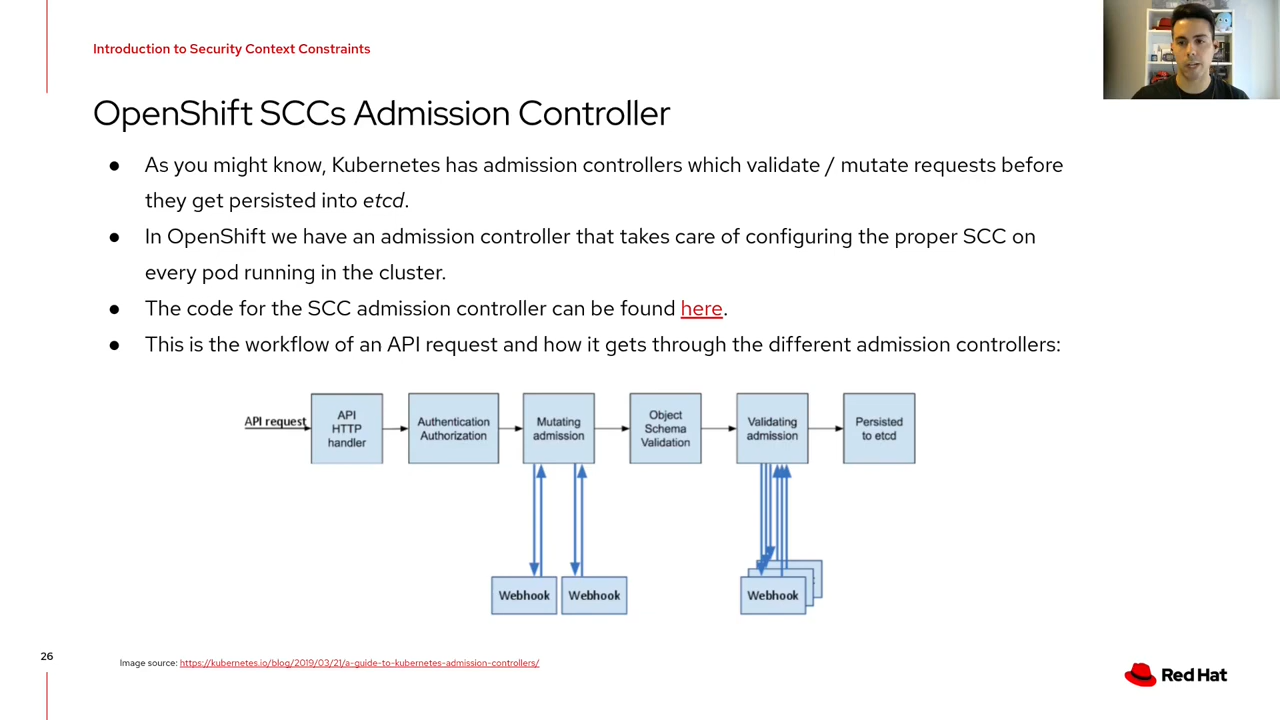 Introduction to Security Context Constraints
OpenShift SCCs Admission Controller
● As you might know, Kubernetes has admission controllers which validate / mutate requests before
they get persisted into etcd.
● In OpenShift we have an admission controller that takes care of configuring the proper SCC on
every pod running in the cluster.
● The code for the SCC admission controller can be found here.
● This is the workflow of an API request and how it gets through the different admission controllers:
API request
API
HTTP
handler
Authentication
Authorization
Mutating
admission
Object
Schema
Validation
Validating
admission
Persisted
to etcd
Webhook
Webhook
Webhook
26
Image source: https://kubernetes.io/blog/2019/03/21/a-guide-to-kubernetes-admission-controllers/
Red Hat